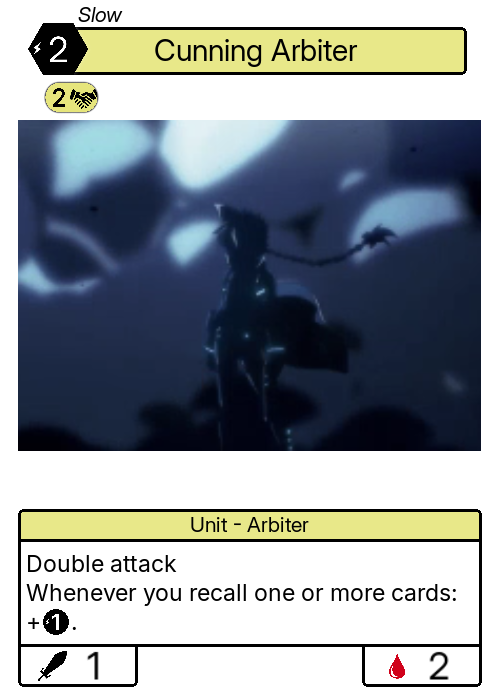 Slow
2 Cunning Arbiter
2
Unit - Arbiter
Double attack
Whenever you recall one or more cards:
+1.
1 2